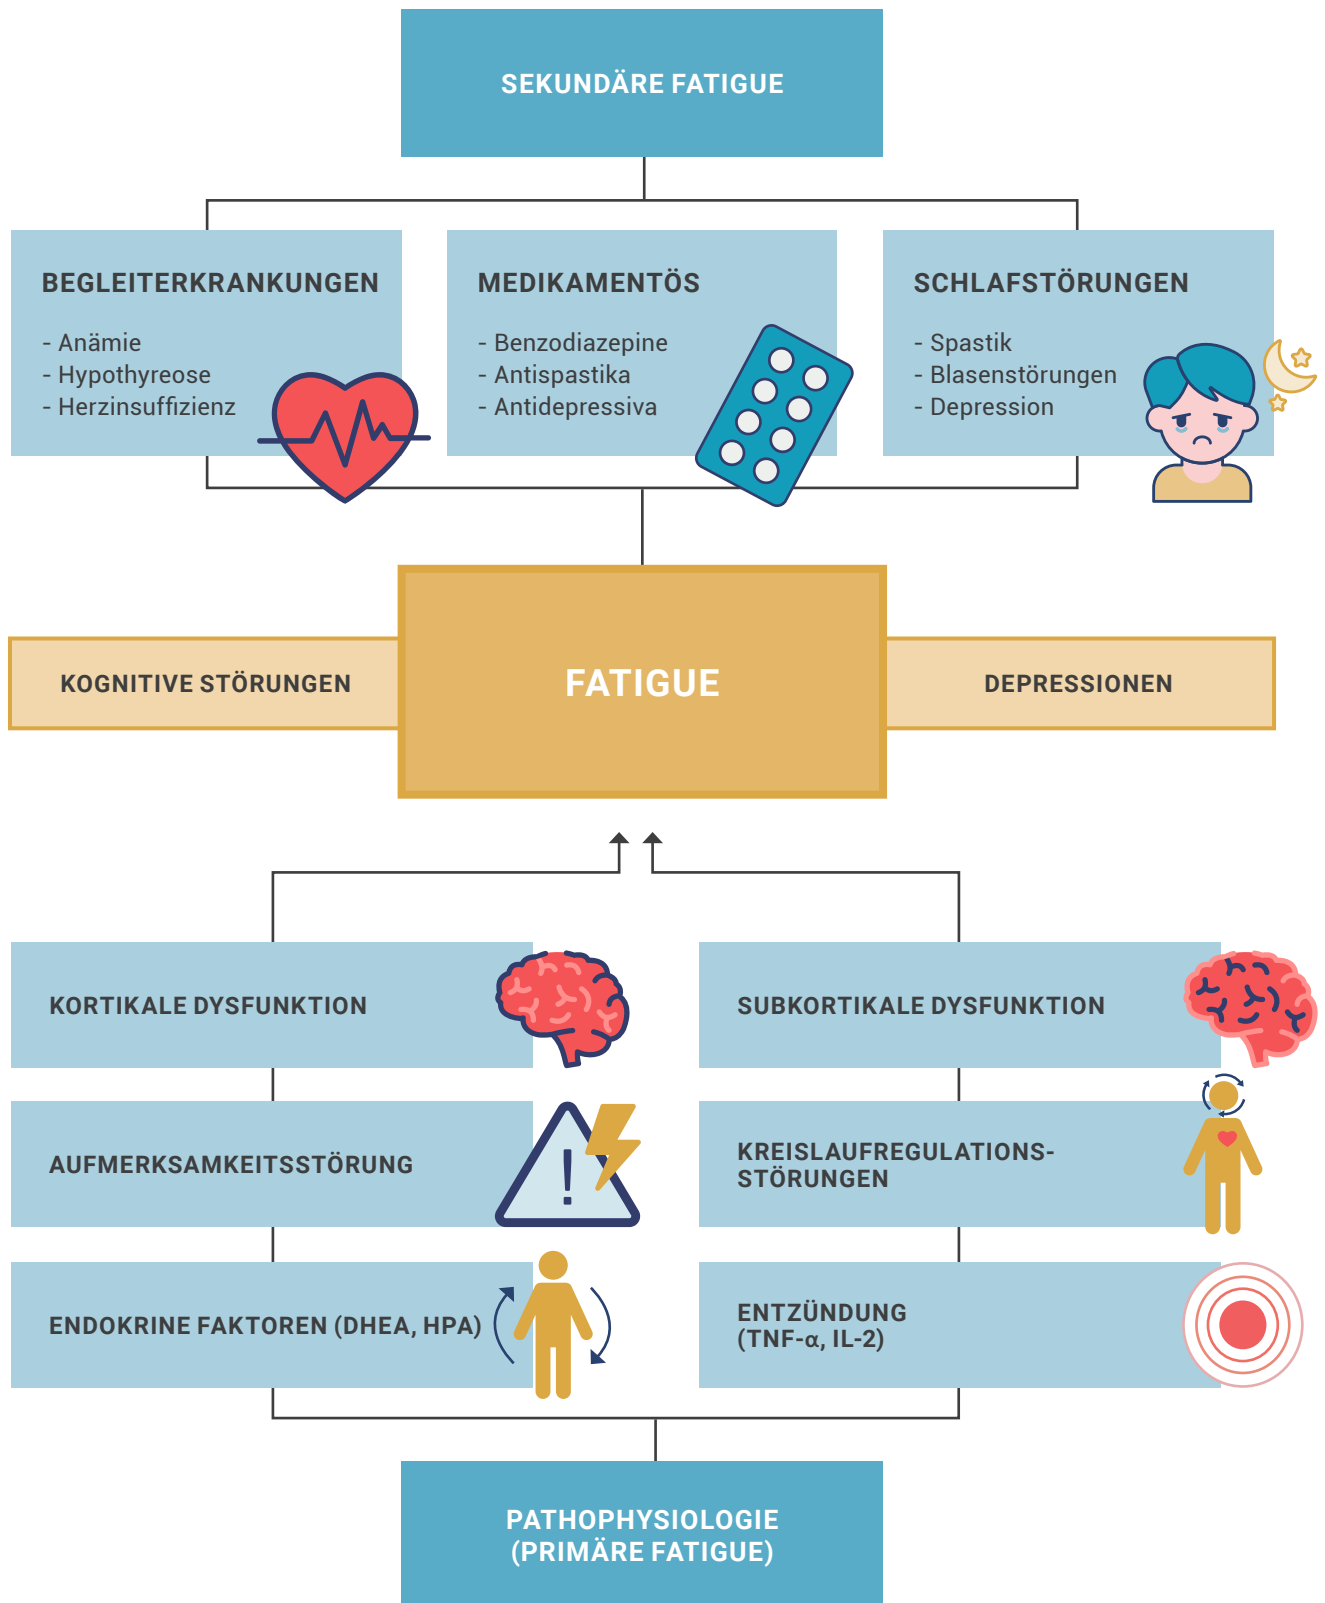 SEKUNDÄRE FATIGUE
BEGLEITERKRANKUNGEN
- Anämie
- Hypothyreose
- Herzinsuffizienz
MEDIKAMENTÖS
- Benzodiazepine
- Antispastika
- Antidepressiva
SCHLAFSTÖRUNGEN
- Spastik
- Blasenstörungen
- Depression
KOGNITIVE STÖRUNGEN
FATIGUE
DEPRESSIONEN
KORTIKALE DYSFUNKTION
SUBKORTIKALE DYSFUNKTION
AUFMERKSAMKEITSSTÖRUNG
!
KREISLAUFREGULATIONS-
STÖRUNGEN
ENDOKRINE FAKTOREN (DHEA, HPA)
ENTZÜNDUNG
(TNF-α, IL-2)
PATHOPHYSIOLOGIE
(PRIMÄRE FATIGUE)